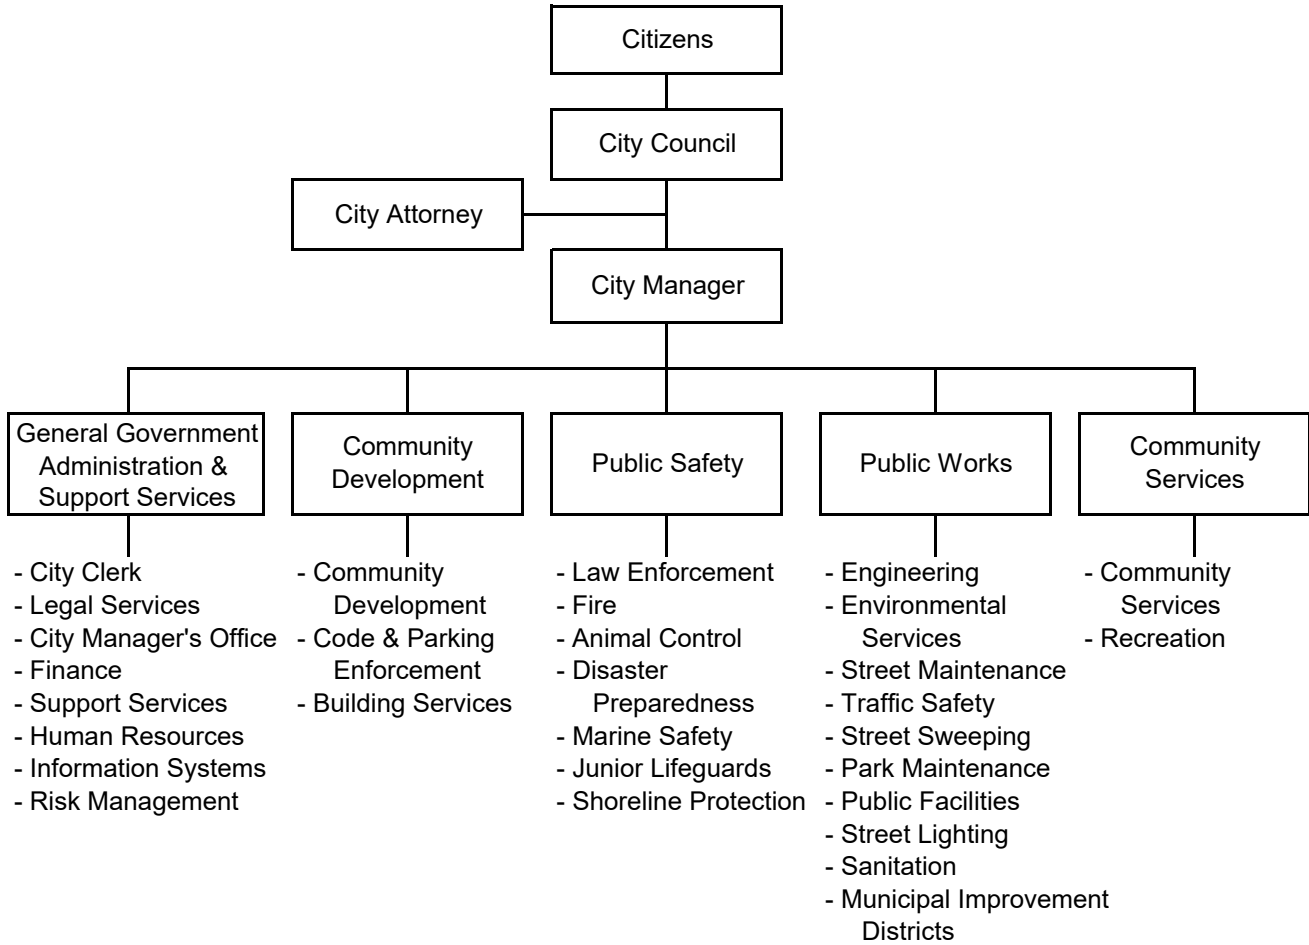 Citizens
City Council
City Attorney
City Manager
General Government
Administration &
Support Services
Community
Development
Public Safety
Public Works
Community
Services
- City Clerk
- Legal Services
- City Manager's Office
- Finance
- Support Services
- Human Resources
- Information Systems
- Risk Management
- Community
Development
- Code & Parking
Enforcement
- Building Services
- Law Enforcement
- Fire
- Animal Control
- Disaster
Preparedness
- Marine Safety
- Junior Lifeguards
- Shoreline Protection
- Engineering
- Environmental
Services
- Street Maintenance
- Traffic Safety
- Street Sweeping
- Park Maintenance
- Public Facilities
- Street Lighting
- Sanitation
- Municipal Improvement
Districts
- Community
Services
- Recreation